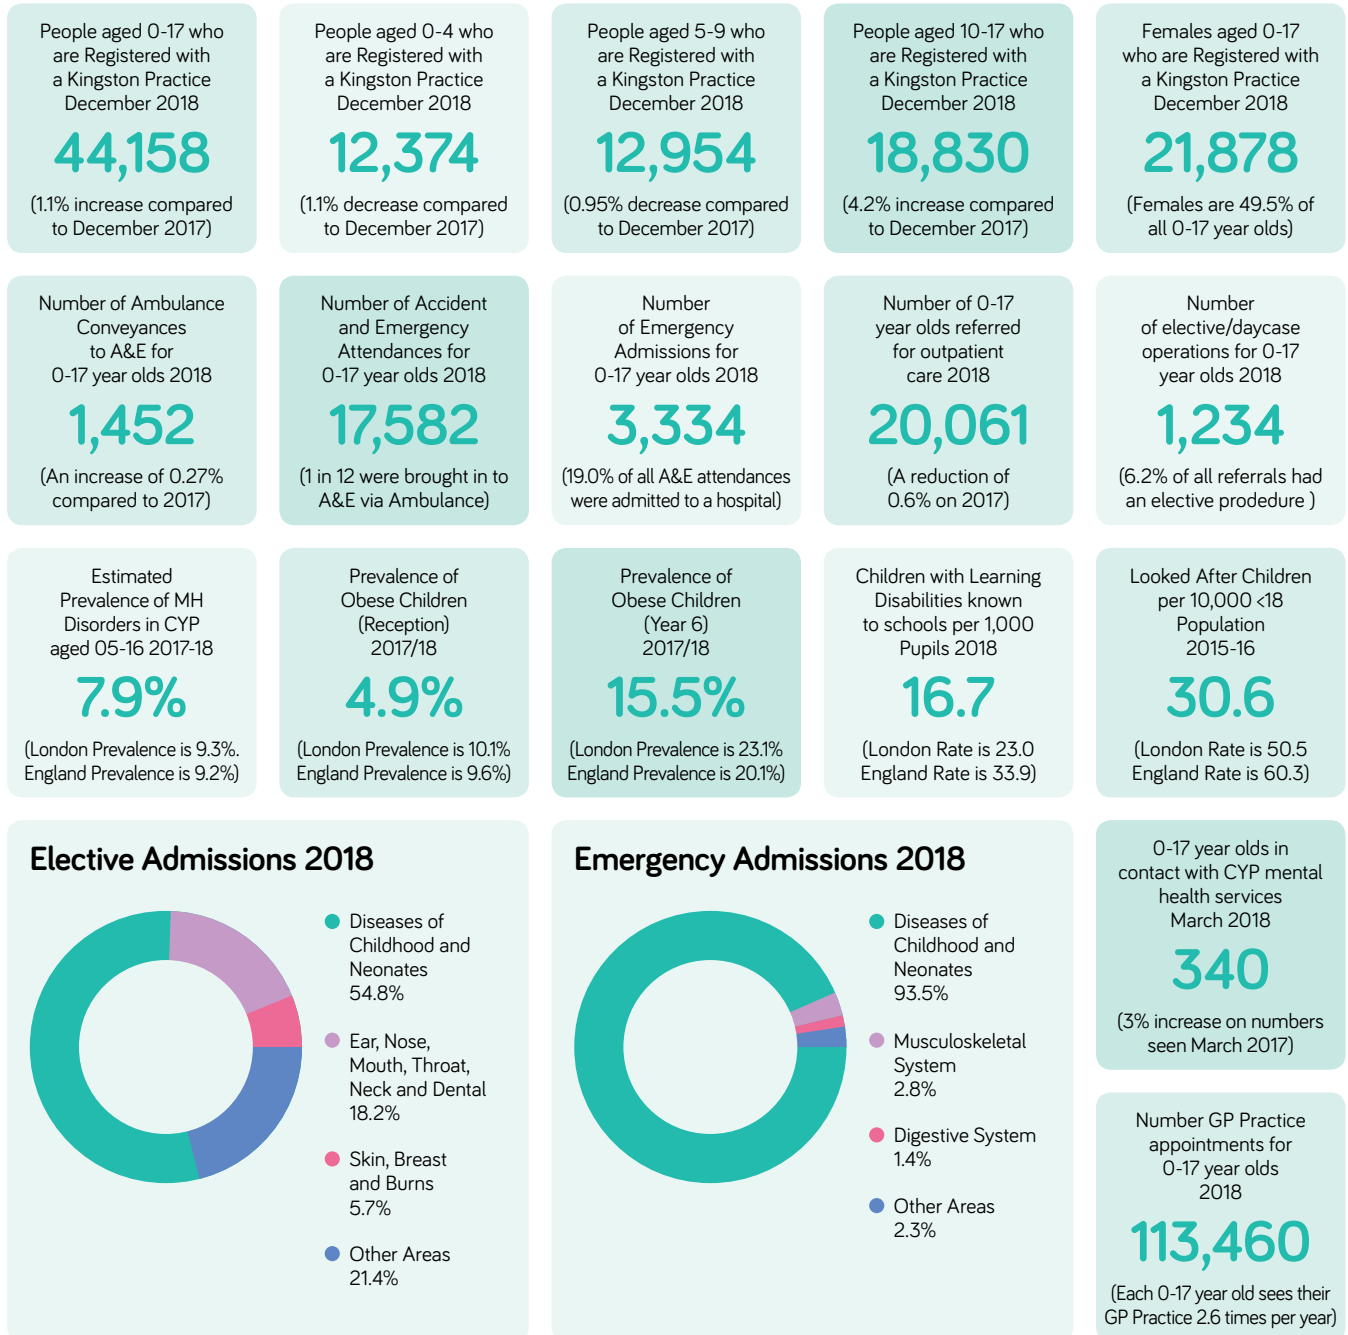 People aged 0-17 who
are Registered with
a Kingston Practice
December 2018
44,158
(1.1% increase compared
to December 2017)
People aged 0-4 who
are Registered with
a Kingston Practice
December 2018
12,374
(1.1% decrease compared
to December 2017)
People aged 5-9 who
are Registered with
a Kingston Practice
December 2018
12,954
(0.95% decrease compared
to December 2017)
People aged 10-17 who
are Registered with
a Kingston Practice
December 2018
18,830
(4.2% increase compared
to December 2017)
Females aged 0-17
who are Registered with
a Kingston Practice
December 2018
21,878
(Females are 49.5% of
all 0-17 year olds)
Number of Ambulance
Conveyances
to A&E for
0-17 year olds 2018
1,452
(An increase of 0.27%
compared to 2017)
Number of Accident
and Emergency
Attendances for
0-17 year olds 2018
17,582
(1 in 12 were brought in to
A&E via Ambulance)
Number
of Emergency
Admissions for
0-17 year olds 2018
3,334
(19.0% of all A&E attendances
were admitted to a hospital)
Number of 0-17
year olds referred
for outpatient
care 2018
20,061
(A reduction of
0.6% on 2017)
Number
of elective/daycase
operations for 0-17
year olds 2018
1,234
(6.2% of all referrals had
an elective prodedure )
Estimated
Prevalence of MH
Disorders in CYP
aged 05-16 2017-18
7.9%
(London Prevalence is 9.3%.
England Prevalence is 9.2%)
Prevalence of
Obese Children
(Reception)
2017/18
4.9%
(London Prevalence is 10.1%
England Prevalence is 9.6%)
Prevalence of
Obese Children
(Year 6)
2017/18
15.5%
(London Prevalence is 23.1%
England Prevalence is 20.1%)
Children with Learning
Disabilities known
to schools per 1,000
Pupils 2018
16.7
(London Rate is 23.0
England Rate is 33.9)
Looked After Children
per 10,000 <18
Population
2015-16
30.6
(London Rate is 50.5
England Rate is 60.3)
Elective Admissions 2018
Diseases of
Childhood and
Neonates
54.8%
Ear, Nose,
Mouth, Throat,
Neck and Dental
18.2%
Skin, Breast
and Burns
5.7%
Other Areas
21.4%
Emergency Admissions 2018
Diseases of
Childhood and
Neonates
93.5%
Musculoskeletal
System
2.8%
Digestive System
1.4%
Other Areas
2.3%
0-17 year olds in
contact with CYP mental
health services
March 2018
340
(3% increase on numbers
seen March 2017)
Number GP Practice
appointments for
0-17 year olds
2018
113,460
(Each 0-17 year old sees their
GP Practice 2.6 times per year)